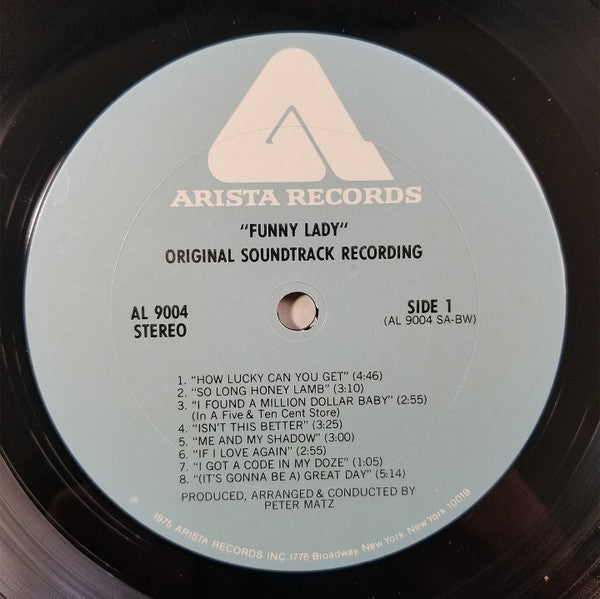 ARISTA RECORDS
"FUNNY LADY"
ORIGINAL SOUNDTRACK RECORDING
AL 9004
STEREO
SIDE 1
(AL 9004 SA-BW)
1. "HOW LUCKY CAN YOU GET" (4:46)
2. "SO LONG HONEY LAMB" (3:10)
3. "I FOUND A MILLION DOLLAR BABY" (2:55)
(In A Five & Ten Cent Store)
4. "ISN'T THIS BETTER" (3:25)
5. "ME AND MY SHADOW" (3:00)
6. "IF I LOVE AGAIN" (2:55)
7. "I GOT A CODE IN MY DOZE" (1:05)
8. "(IT'S GONNA BE A) GREAT DAY" (5:14)
PRODUCED, ARRANGED & CONDUCTED BY
PETER MATZ
℗ 1975 ARISTA RECORDS INC 1776 Broadway, New York, New York 10019